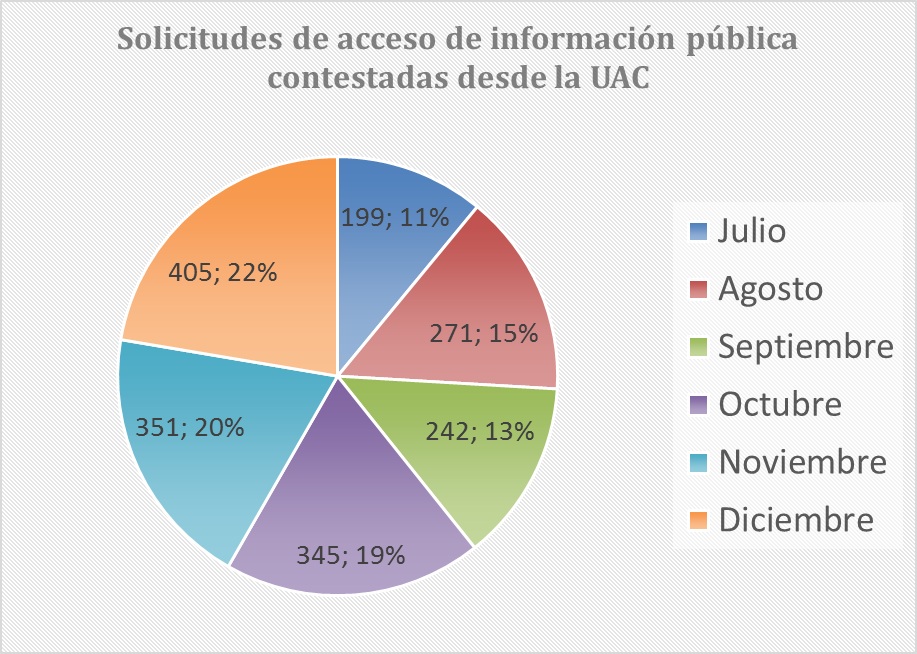 Solicitudes de acceso de información pública
contestadas desde la UAC
199; 11%
271; 15%
242; 13%
345; 19%
351; 20%
405; 22%
Julio
Agosto
Septiembre
Octubre
Noviembre
Diciembre